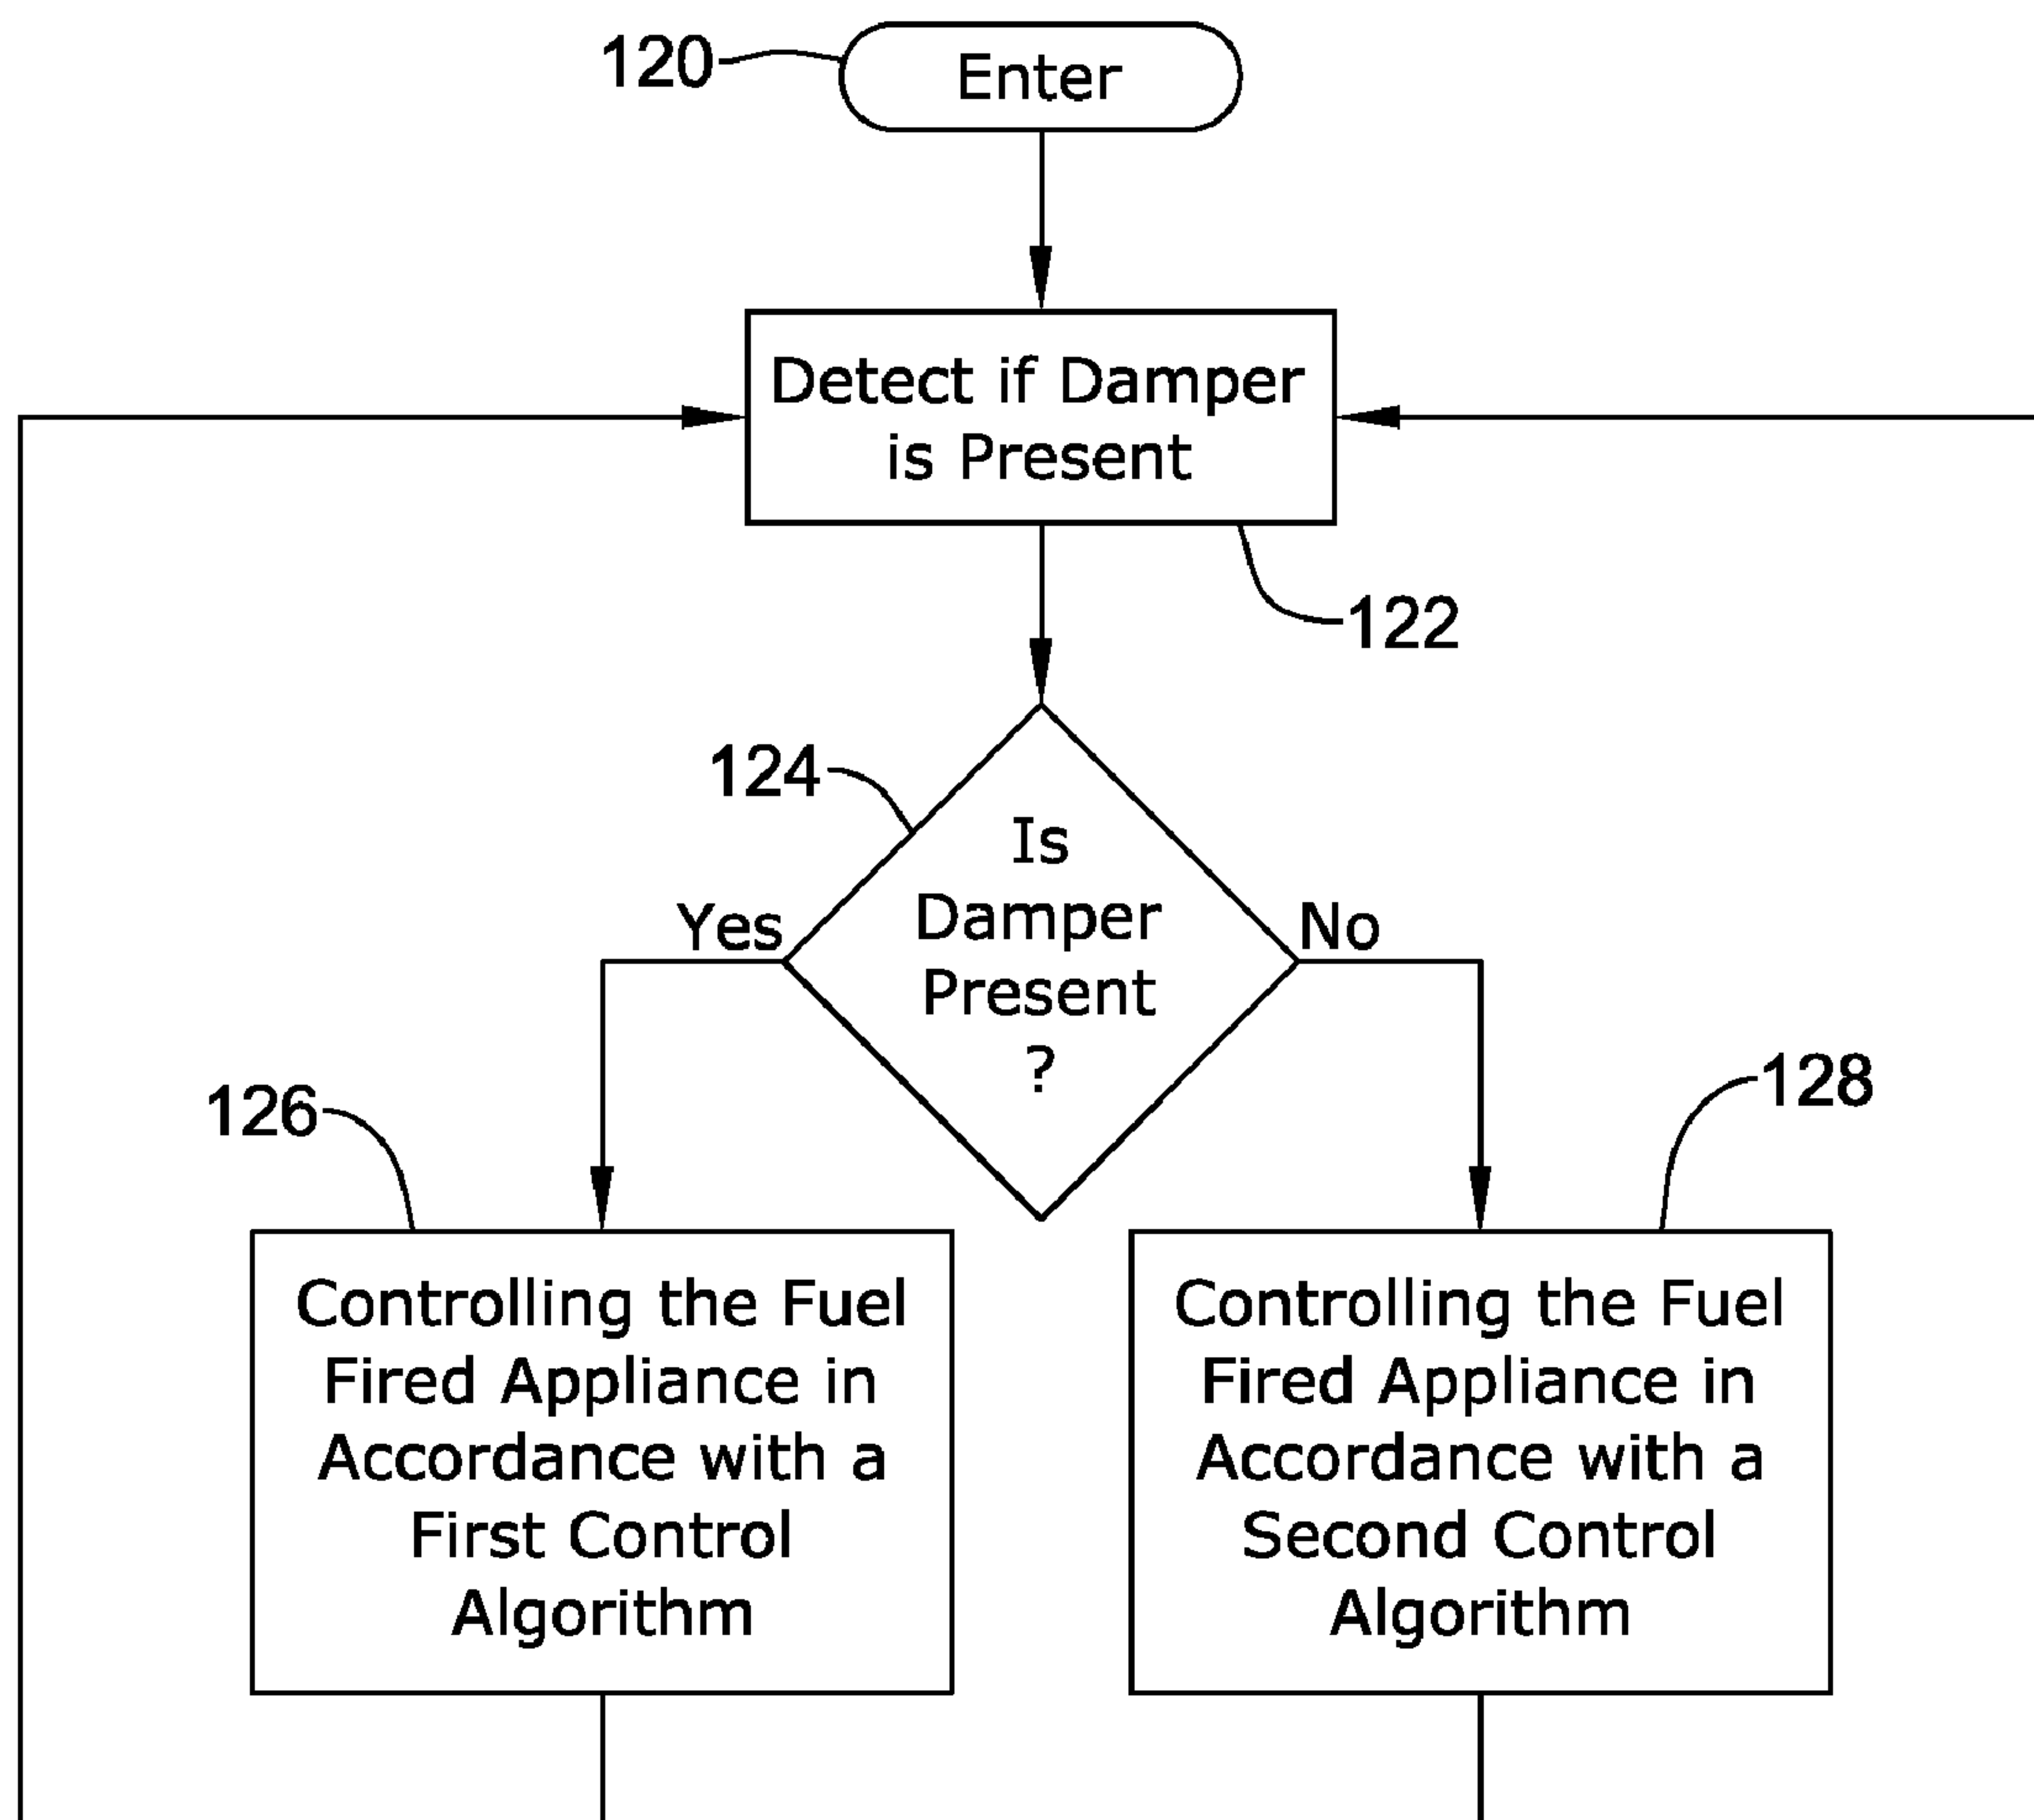 120
Enter
Detect if Damper
is Present
122
124
Is
Damper
Present
?
Yes
No
126
128
Controlling the Fuel
Fired Appliance in
Accordance with a
First Control
Algorithm
Controlling the Fuel
Fired Appliance in
Accordance with a
Second Control
Algorithm